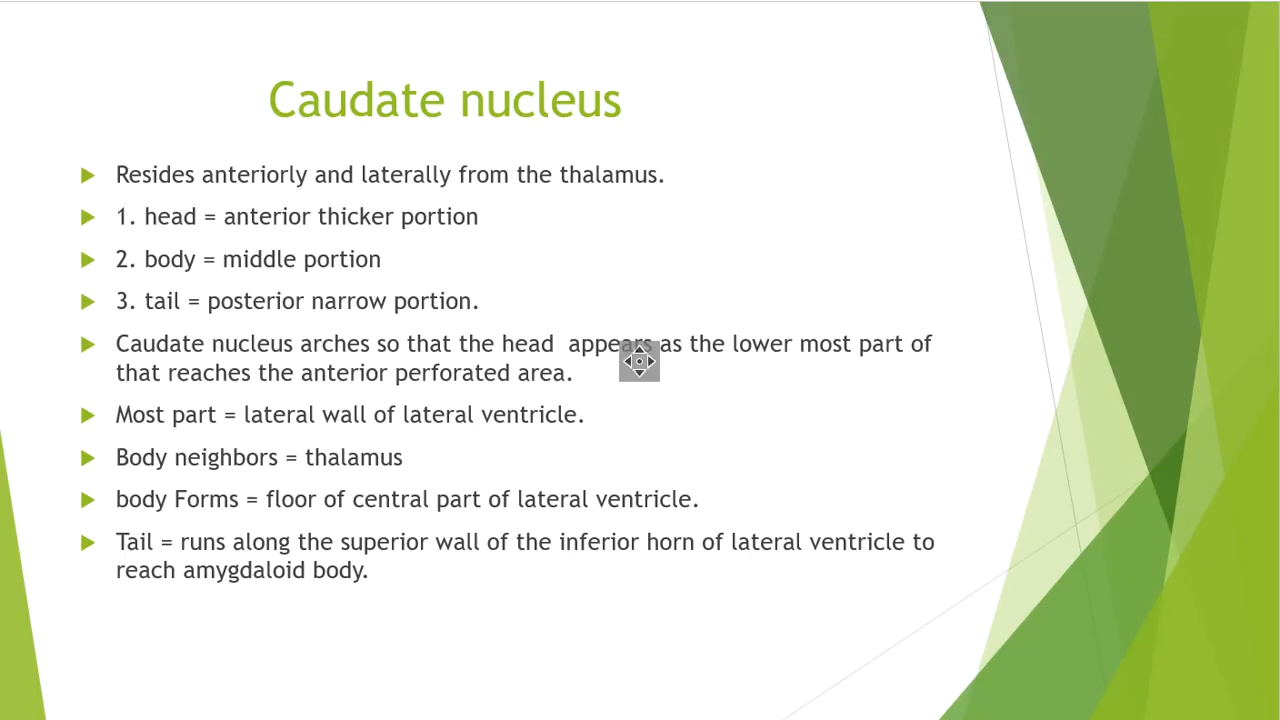 Caudate nucleus
Resides anteriorly and laterally from the thalamus.
1. head = anterior thicker portion
2. body = middle portion
3. tail = posterior narrow portion.
Caudate nucleus arches so that the head  appears as the lower most part of
that reaches the anterior perforated area.
Most part = lateral wall of lateral ventricle.
Body neighbors = thalamus
body Forms = floor of central part of lateral ventricle.
Tail = runs along the superior wall of the inferior horn of lateral ventricle to
reach amygdaloid body.